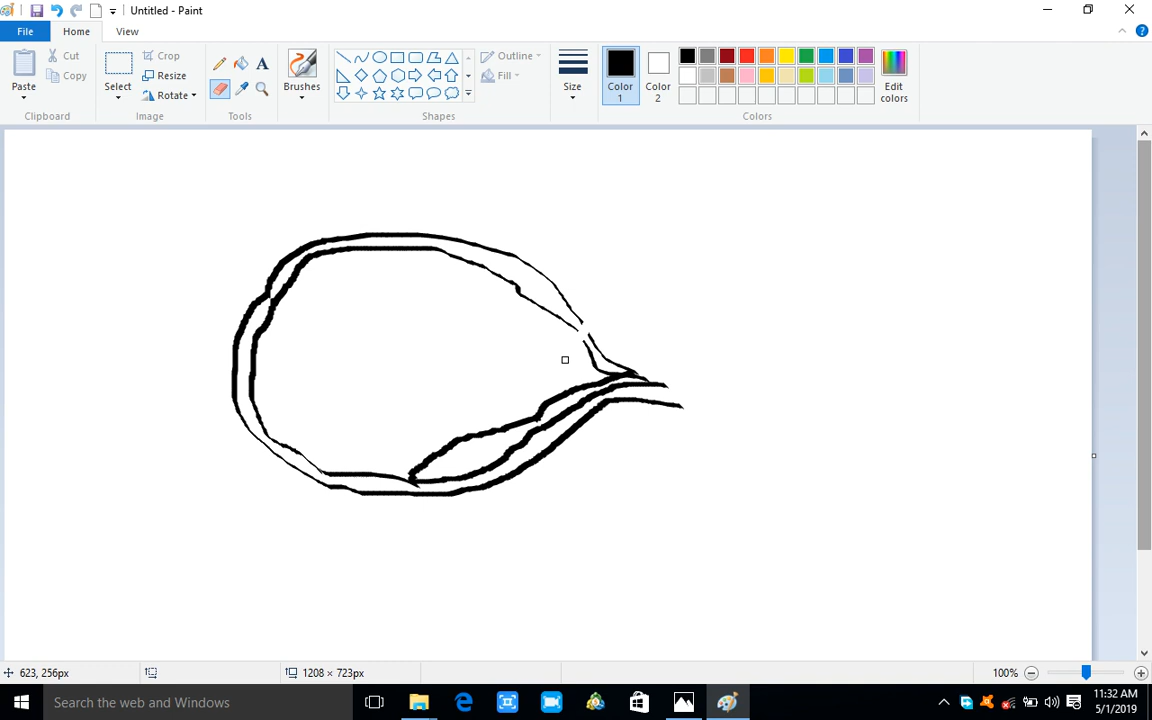 Untitled - Paint
File Home View
Paste
Cut
Copy
Clipboard
Select
Crop
Resize
Rotate
Image
A
Tools
Brushes
Outline
Fill
Shapes
Size
Color 1
Color 2
Edit colors
Colors
623, 256px
1208 × 723px
100%
Search the web and Windows
11:32 AM
5/1/2019